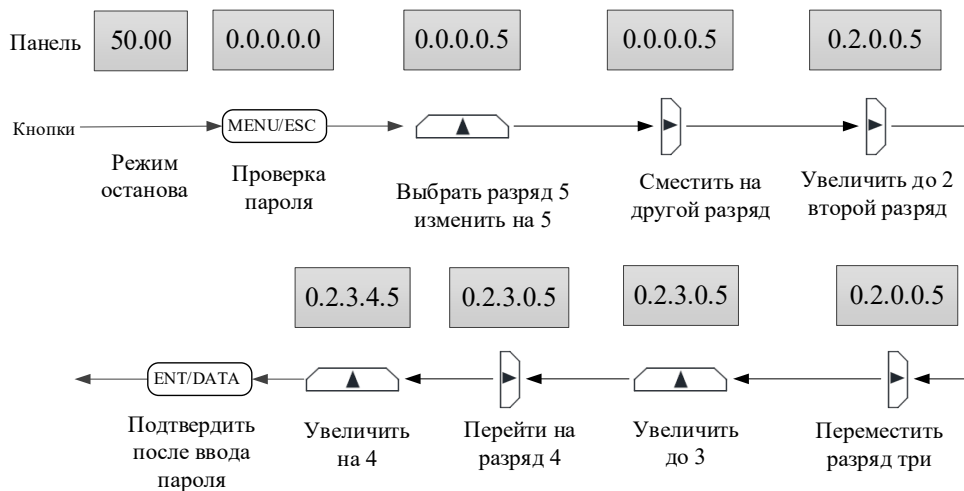 Панель 50.00 0.0.0.0.0 0.0.0.0.5 0.0.0.0.5 0.2.0.0.5
Кнопки MENU/ESC
Режим
останова
Проверка
пароля
Выбрать разряд 5
изменить на 5
Сместить на
другой разряд
Увеличить до 2
второй разряд
0.2.3.4.5 0.2.3.0.5 0.2.3.0.5 0.2.0.0.5
ENT/DATA
Подтвердить
после ввода
пароля
Увеличить
на 4
Перейти на
разряд 4
Увеличить
до 3
Переместить
разряд три